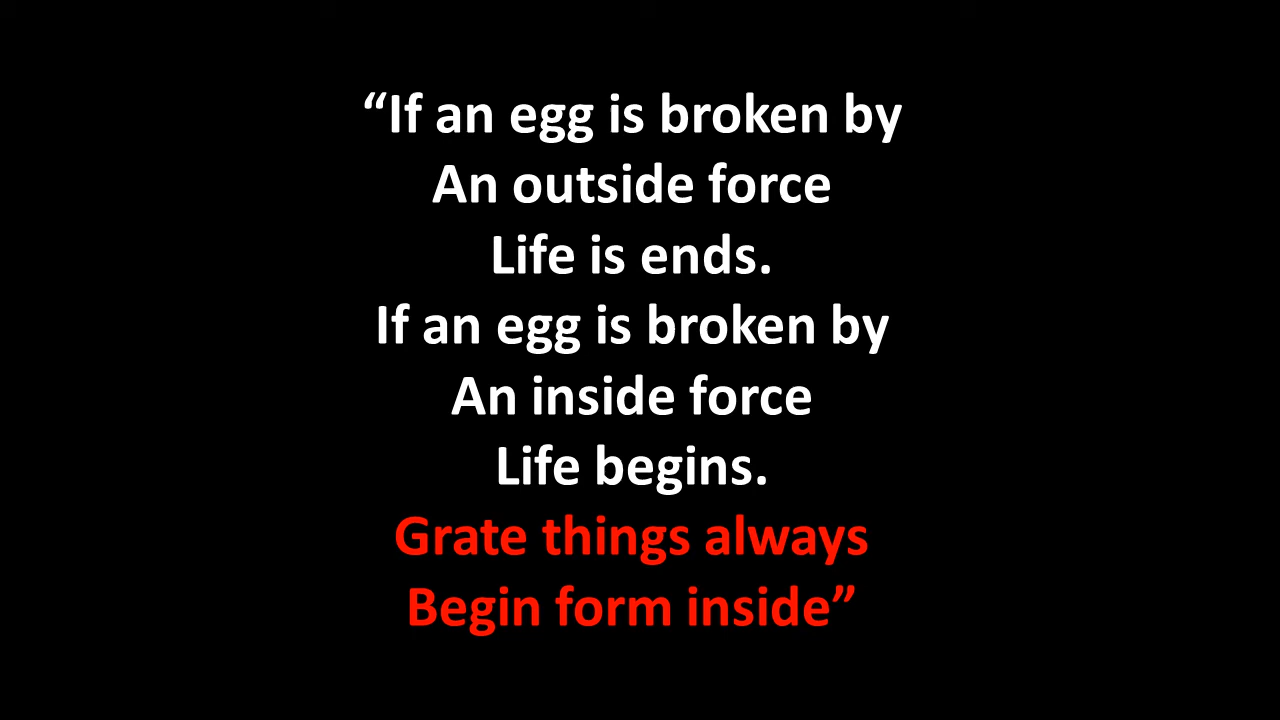 “If an egg is broken by
An outside force
Life is ends.
If an egg is broken by
An inside force
Life begins.
Grate things always
Begin form inside”